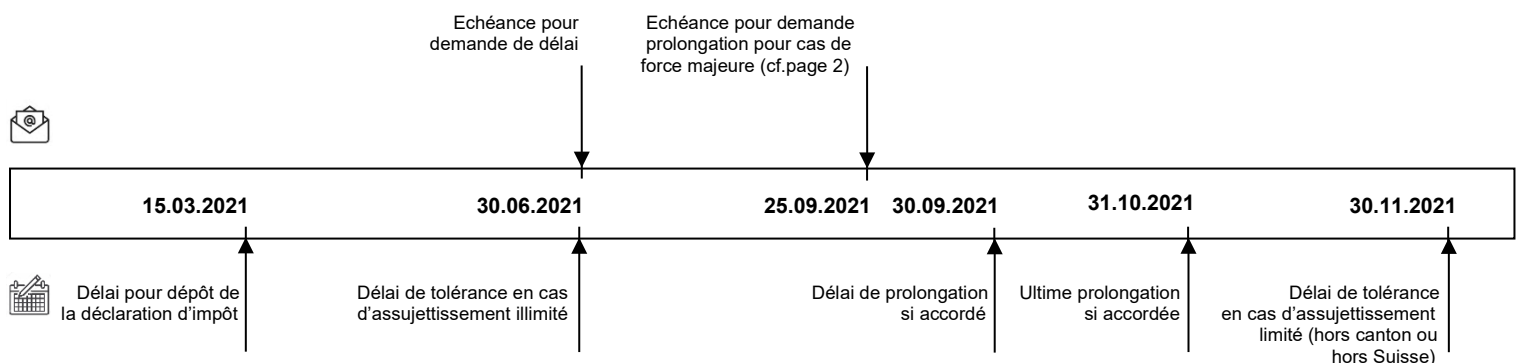 Echéance pour
demande de délai
Echéance pour demande
prolongation pour cas de
force majeure (cf.page 2)
@
15.03.2021
30.06.2021
25.09.2021
30.09.2021
31.10.2021
30.11.2021
Délai pour dépôt de
la déclaration d'impôt
Délai de tolérance en cas
d'assujettissement illimité
Délai de prolongation
si accordé
Ultime prolongation
si accordée
Délai de tolérance
en cas d'assujettissement
limité (hors canton ou
hors Suisse)